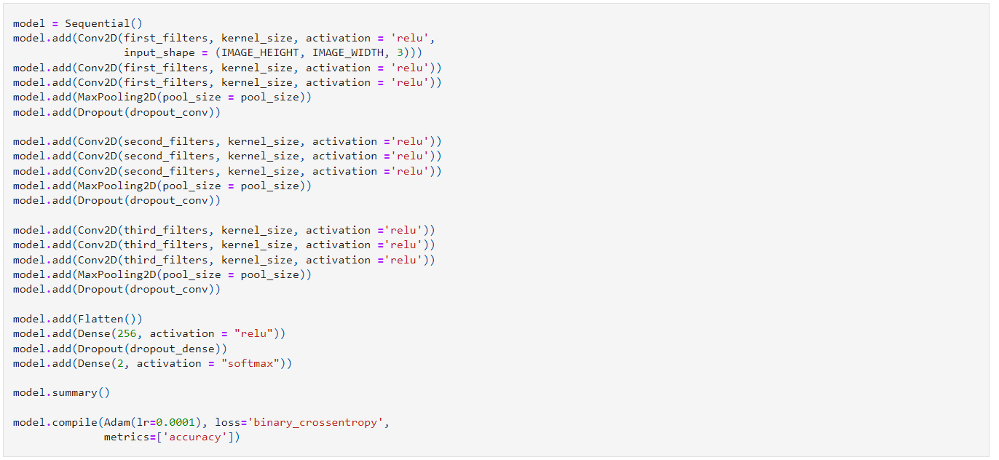 model = Sequential()
model.add(Conv2D(first_filters, kernel_size, activation = 'relu',
                 input_shape = (IMAGE_HEIGHT, IMAGE_WIDTH, 3)))
model.add(Conv2D(first_filters, kernel_size, activation = 'relu'))
model.add(Conv2D(first_filters, kernel_size, activation = 'relu'))
model.add(MaxPooling2D(pool_size = pool_size))
model.add(Dropout(dropout_conv))

model.add(Conv2D(second_filters, kernel_size, activation ='relu'))
model.add(Conv2D(second_filters, kernel_size, activation ='relu'))
model.add(Conv2D(second_filters, kernel_size, activation ='relu'))
model.add(MaxPooling2D(pool_size = pool_size))
model.add(Dropout(dropout_conv))

model.add(Conv2D(third_filters, kernel_size, activation ='relu'))
model.add(Conv2D(third_filters, kernel_size, activation ='relu'))
model.add(Conv2D(third_filters, kernel_size, activation ='relu'))
model.add(MaxPooling2D(pool_size = pool_size))
model.add(Dropout(dropout_conv))

model.add(Flatten())
model.add(Dense(256, activation = "relu"))
model.add(Dropout(dropout_dense))
model.add(Dense(2, activation = "softmax"))

model.summary()

model.compile(Adam(lr=0.0001), loss='binary_crossentropy',
              metrics=['accuracy'])